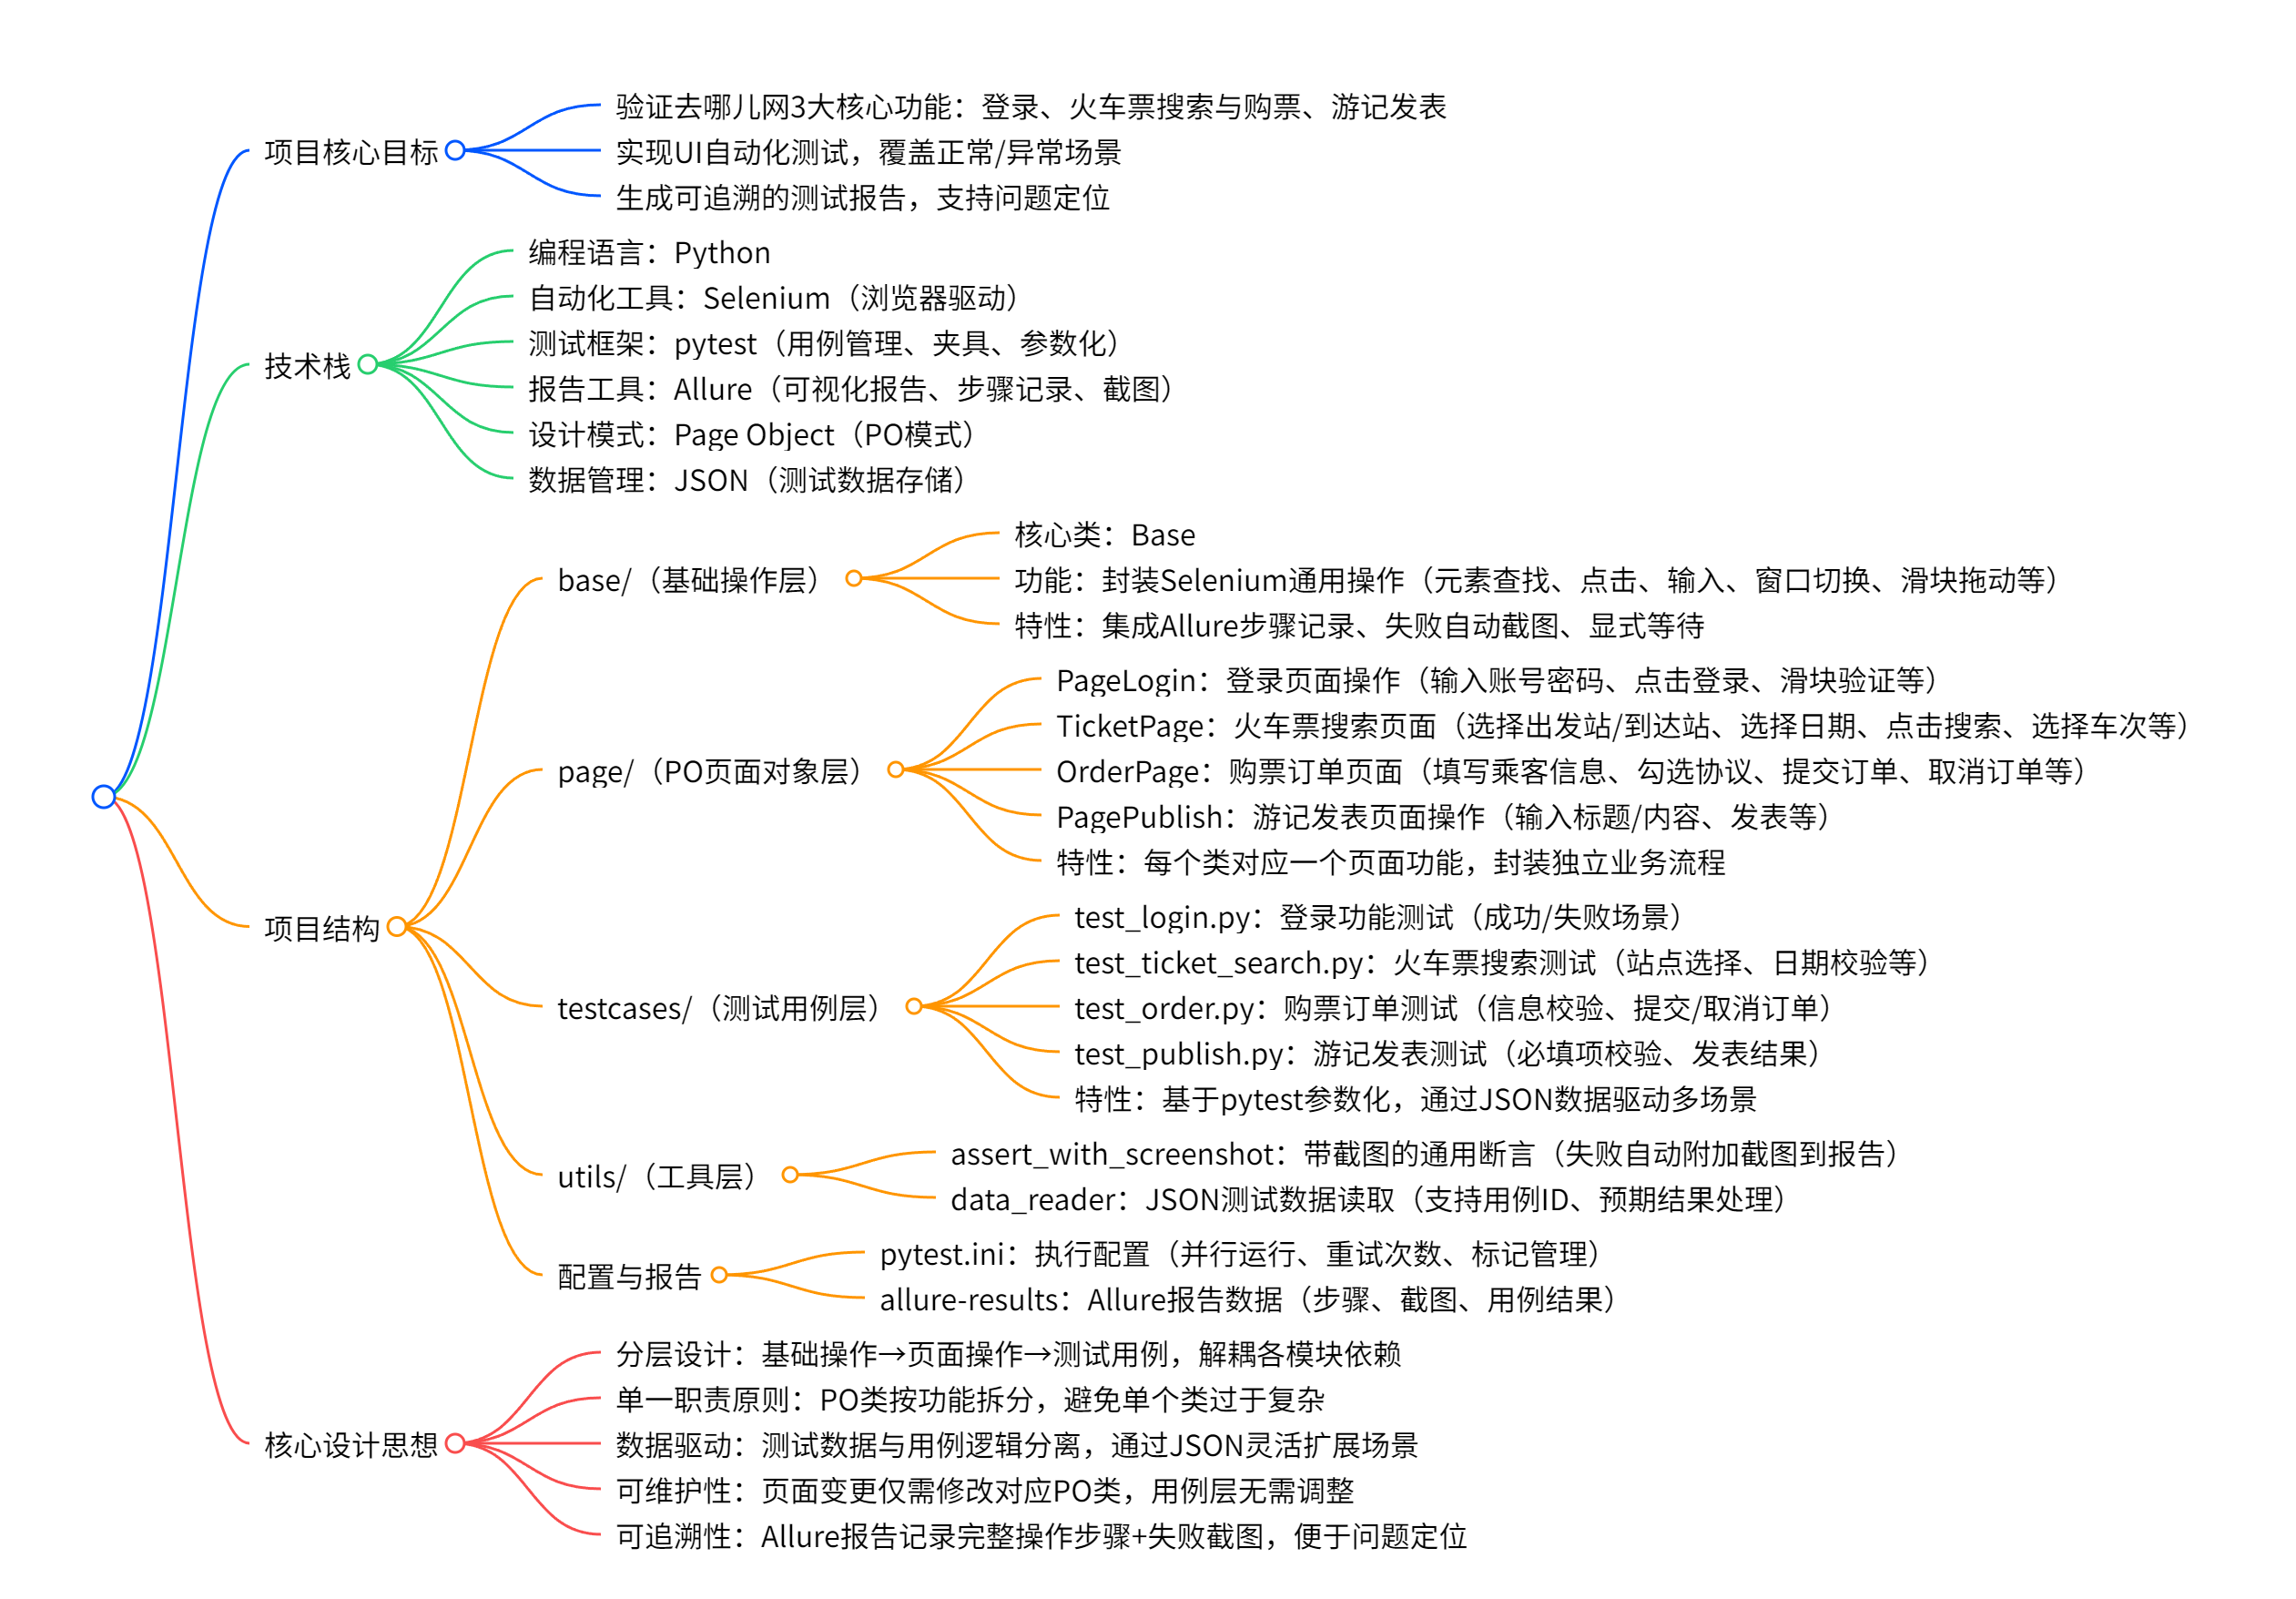 项目核心目标
验证去哪儿网3大核心功能：登录、火车票搜索与购票、游记发表
实现UI自动化测试，覆盖正常/异常场景
生成可追溯的测试报告，支持问题定位
技术栈
编程语言：Python
自动化工具：Selenium（浏览器驱动）
测试框架：pytest（用例管理、夹具、参数化）
报告工具：Allure（可视化报告、步骤记录、截图）
设计模式：Page Object（PO模式）
数据管理：JSON（测试数据存储）
项目结构
base/（基础操作层）
核心类：Base
功能：封装Selenium通用操作（元素查找、点击、输入、窗口切换、滑块拖动等）
特性：集成Allure步骤记录、失败自动截图、显式等待
page/（PO页面对象层）
PageLogin：登录页面操作（输入账号密码、点击登录、滑块验证等）
TicketPage：火车票搜索页面（选择出发站/到达站、选择日期、点击搜索、选择车次等）
OrderPage：购票订单页面（填写乘客信息、勾选协议、提交订单、取消订单等）
PagePublish：游记发表页面操作（输入标题/内容、发表等）
特性：每个类对应一个页面功能，封装独立业务流程
testcases/（测试用例层）
test_login.py：登录功能测试（成功/失败场景）
test_ticket_search.py：火车票搜索测试（站点选择、日期校验等）
test_order.py：购票订单测试（信息校验、提交/取消订单）
test_publish.py：游记发表测试（必填项校验、发表结果）
特性：基于pytest参数化，通过JSON数据驱动多场景
utils/（工具层）
assert_with_screenshot：带截图的通用断言（失败自动附加截图到报告）
data_reader：JSON测试数据读取（支持用例ID、预期结果处理）
配置与报告
pytest.ini：执行配置（并行运行、重试次数、标记管理）
allure-results：Allure报告数据（步骤、截图、用例结果）
核心设计思想
分层设计：基础操作→页面操作→测试用例，解耦各模块依赖
单一职责原则：PO类按功能拆分，避免单个类过于复杂
数据驱动：测试数据与用例逻辑分离，通过JSON灵活扩展场景
可维护性：页面变更仅需修改对应PO类，用例层无需调整
可追溯性：Allure报告记录完整操作步骤+失败截图，便于问题定位